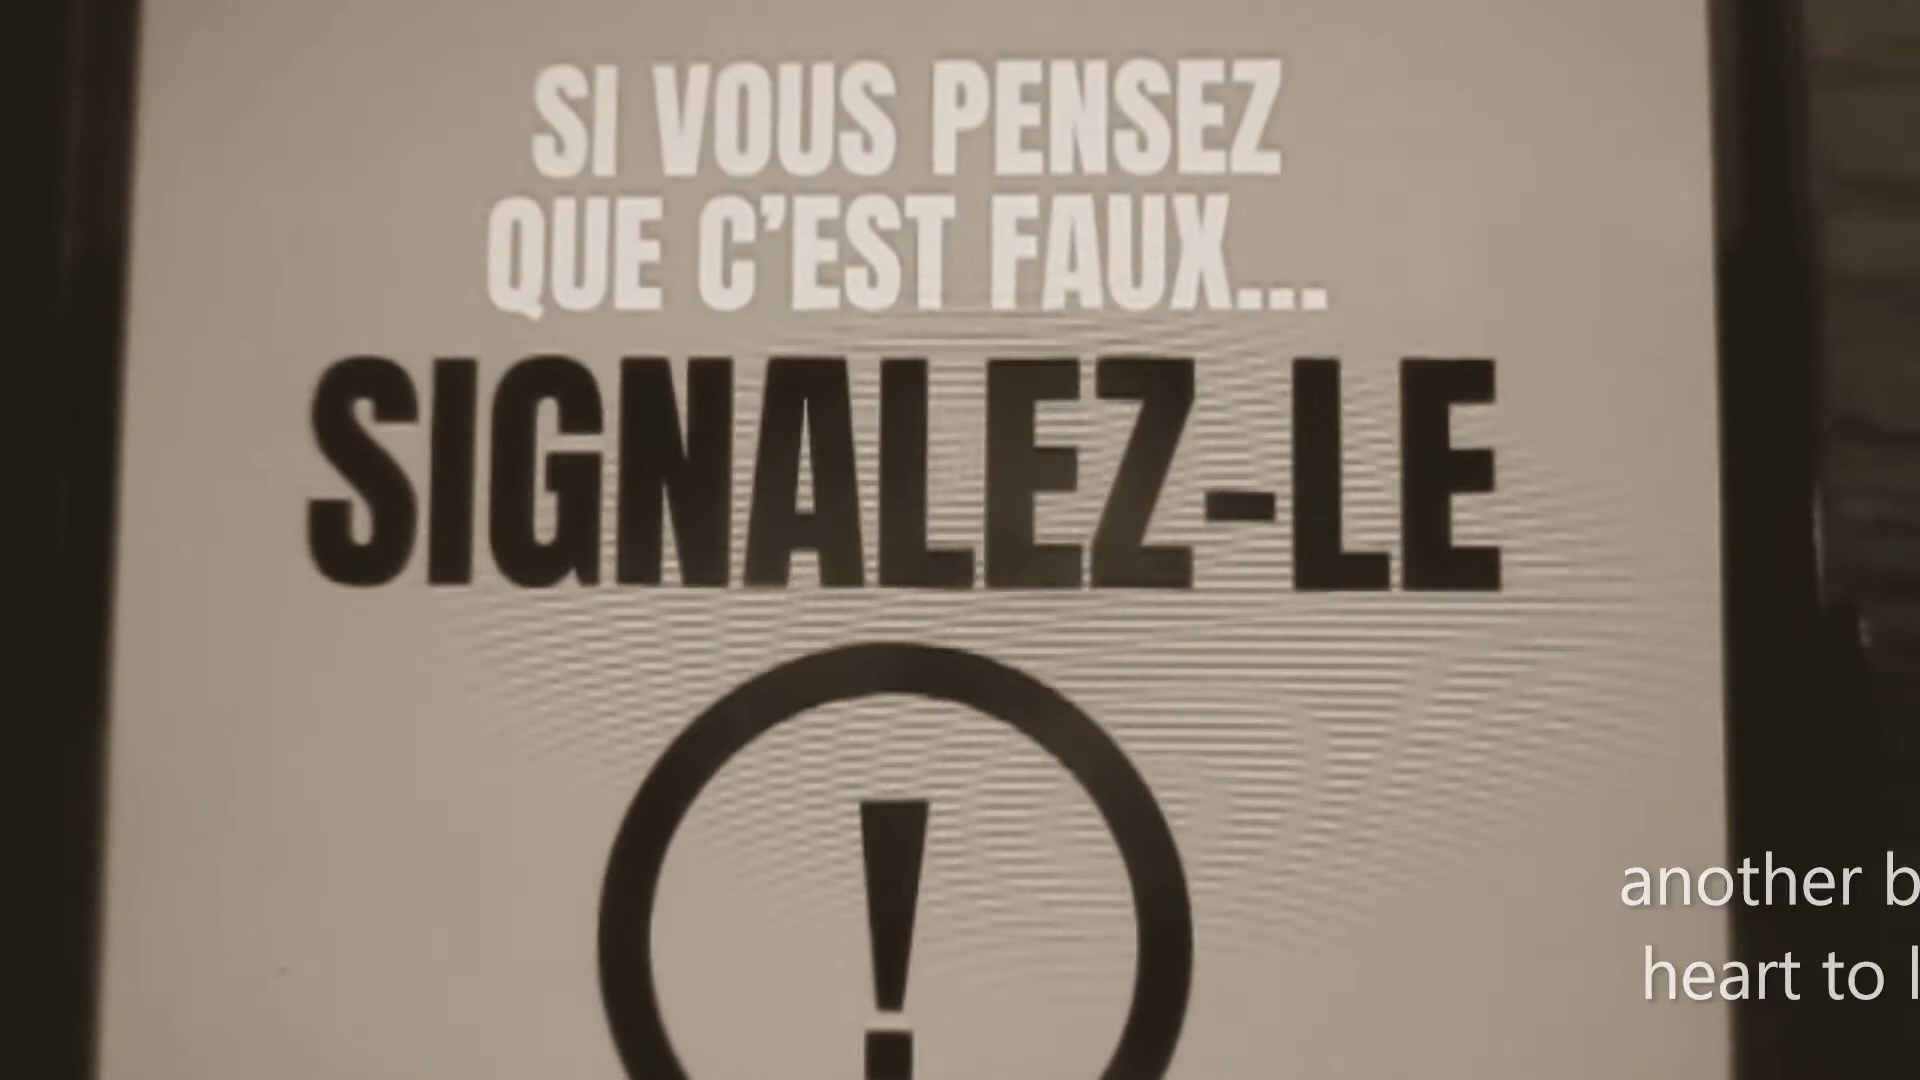 SI VOUS PENSEZ
QUE C'EST FAUX...
SIGNALEZ-LE
!
another
heart to